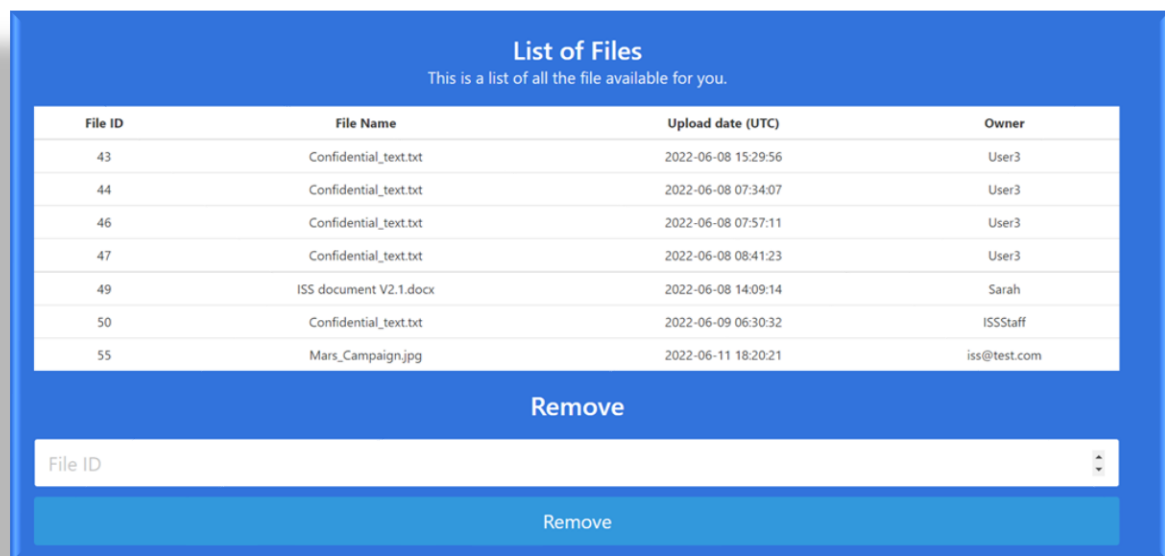 List of Files
This is a list of all the file available for you.
File ID File Name Upload date (UTC) Owner
43 Confidential_text.txt 2022-06-08 15:29:56 User3
44 Confidential_text.txt 2022-06-08 07:34:07 User3
46 Confidential_text.txt 2022-06-08 07:57:11 User3
47 Confidential_text.txt 2022-06-08 08:41:23 User3
49 ISS document V2.1.docx 2022-06-08 14:09:14 Sarah
50 Confidential_text.txt 2022-06-09 06:30:32 ISSStaff
55 Mars_Campaign.jpg 2022-06-11 18:20:21 iss@test.com
Remove
File ID
Remove